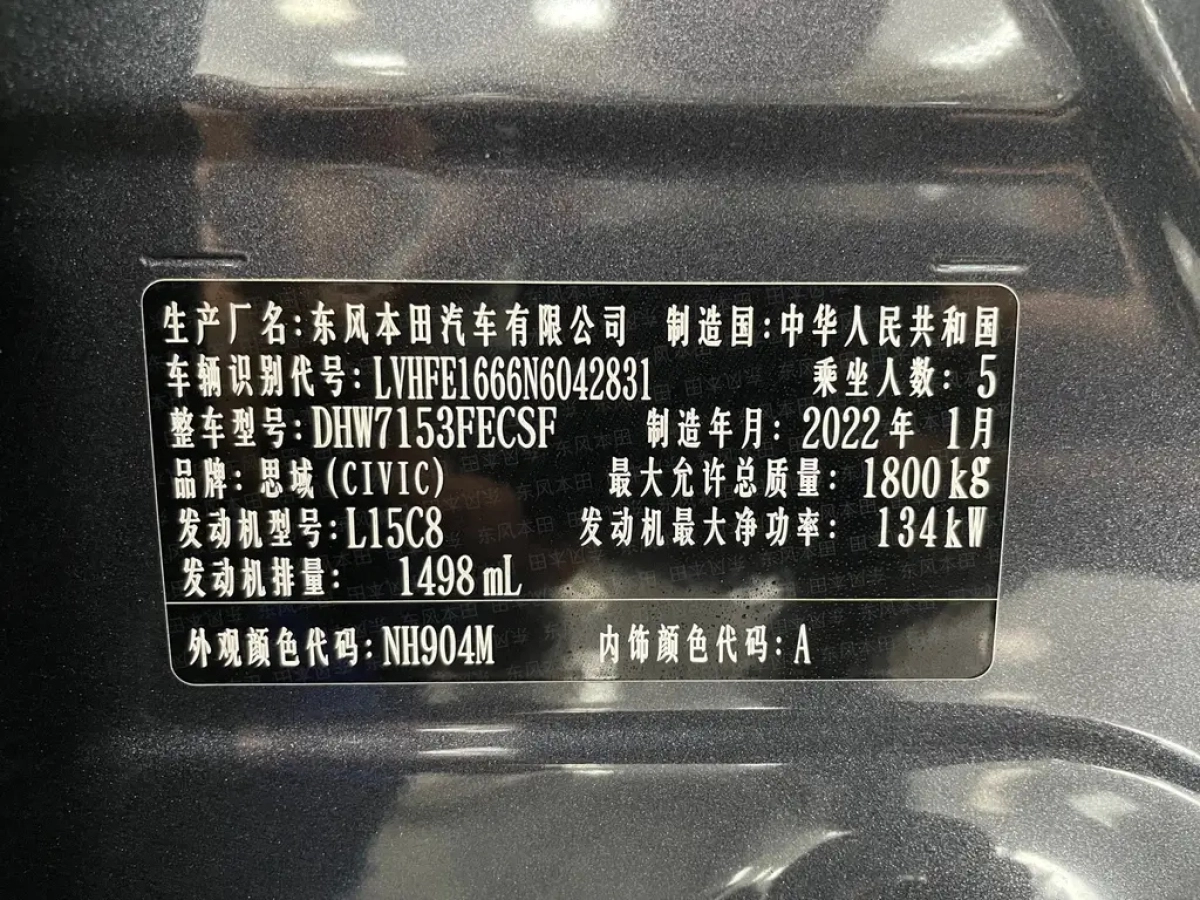 生产厂名:东风本田汽车有限公司 制造国:中华人民共和国
车辆识别代号:LVHFE1666N6042831 乘坐人数:5
整车型号:DHW7153FECSF 制造年月:2022年 1月
品牌:思域(CIVIC) 最大允许总质量:1800kg
发动机型号:L15C8 发动机最大净功率:134kW
发动机排量: 1498mL
外观颜色代码:NH904M 内饰颜色代码:A